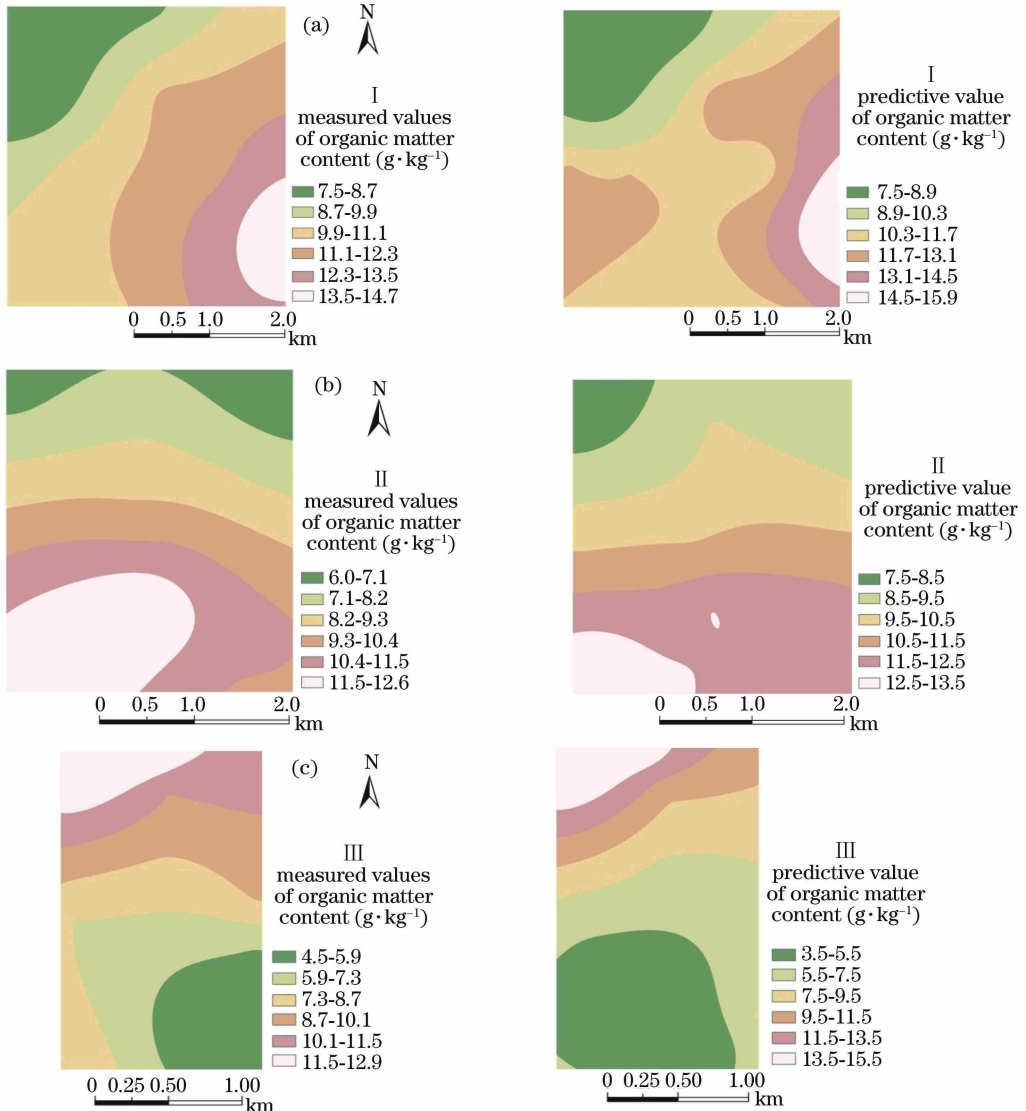 (a)
N
I
measured values
of organic matter
content (g·kg⁻¹)
7.5-8.7
8.7-9.9
9.9-11.1
11.1-12.3
12.3-13.5
13.5-14.7
0 0.5 1.0 2.0
km
I
predictive value
of organic matter
content (g·kg⁻¹)
7.5-8.9
8.9-10.3
10.3-11.7
11.7-13.1
13.1-14.5
14.5-15.9
0 0.5 1.0 2.0
km
(b)
N
II
measured values
of organic matter
content (g·kg⁻¹)
6.0-7.1
7.1-8.2
8.2-9.3
9.3-10.4
10.4-11.5
11.5-12.6
0 0.5 1.0 2.0
km
II
predictive value
of organic matter
content (g·kg⁻¹)
7.5-8.5
8.5-9.5
9.5-10.5
10.5-11.5
11.5-12.5
12.5-13.5
0 0.5 1.0 2.0
km
(c)
N
III
measured values
of organic matter
content (g·kg⁻¹)
4.5-5.9
5.9-7.3
7.3-8.7
8.7-10.1
10.1-11.5
11.5-12.9
0 0.25 0.50 1.00
km
III
predictive value
of organic matter
content (g·kg⁻¹)
3.5-5.5
5.5-7.5
7.5-9.5
9.5-11.5
11.5-13.5
13.5-15.5
0 0.25 0.50 1.00
km